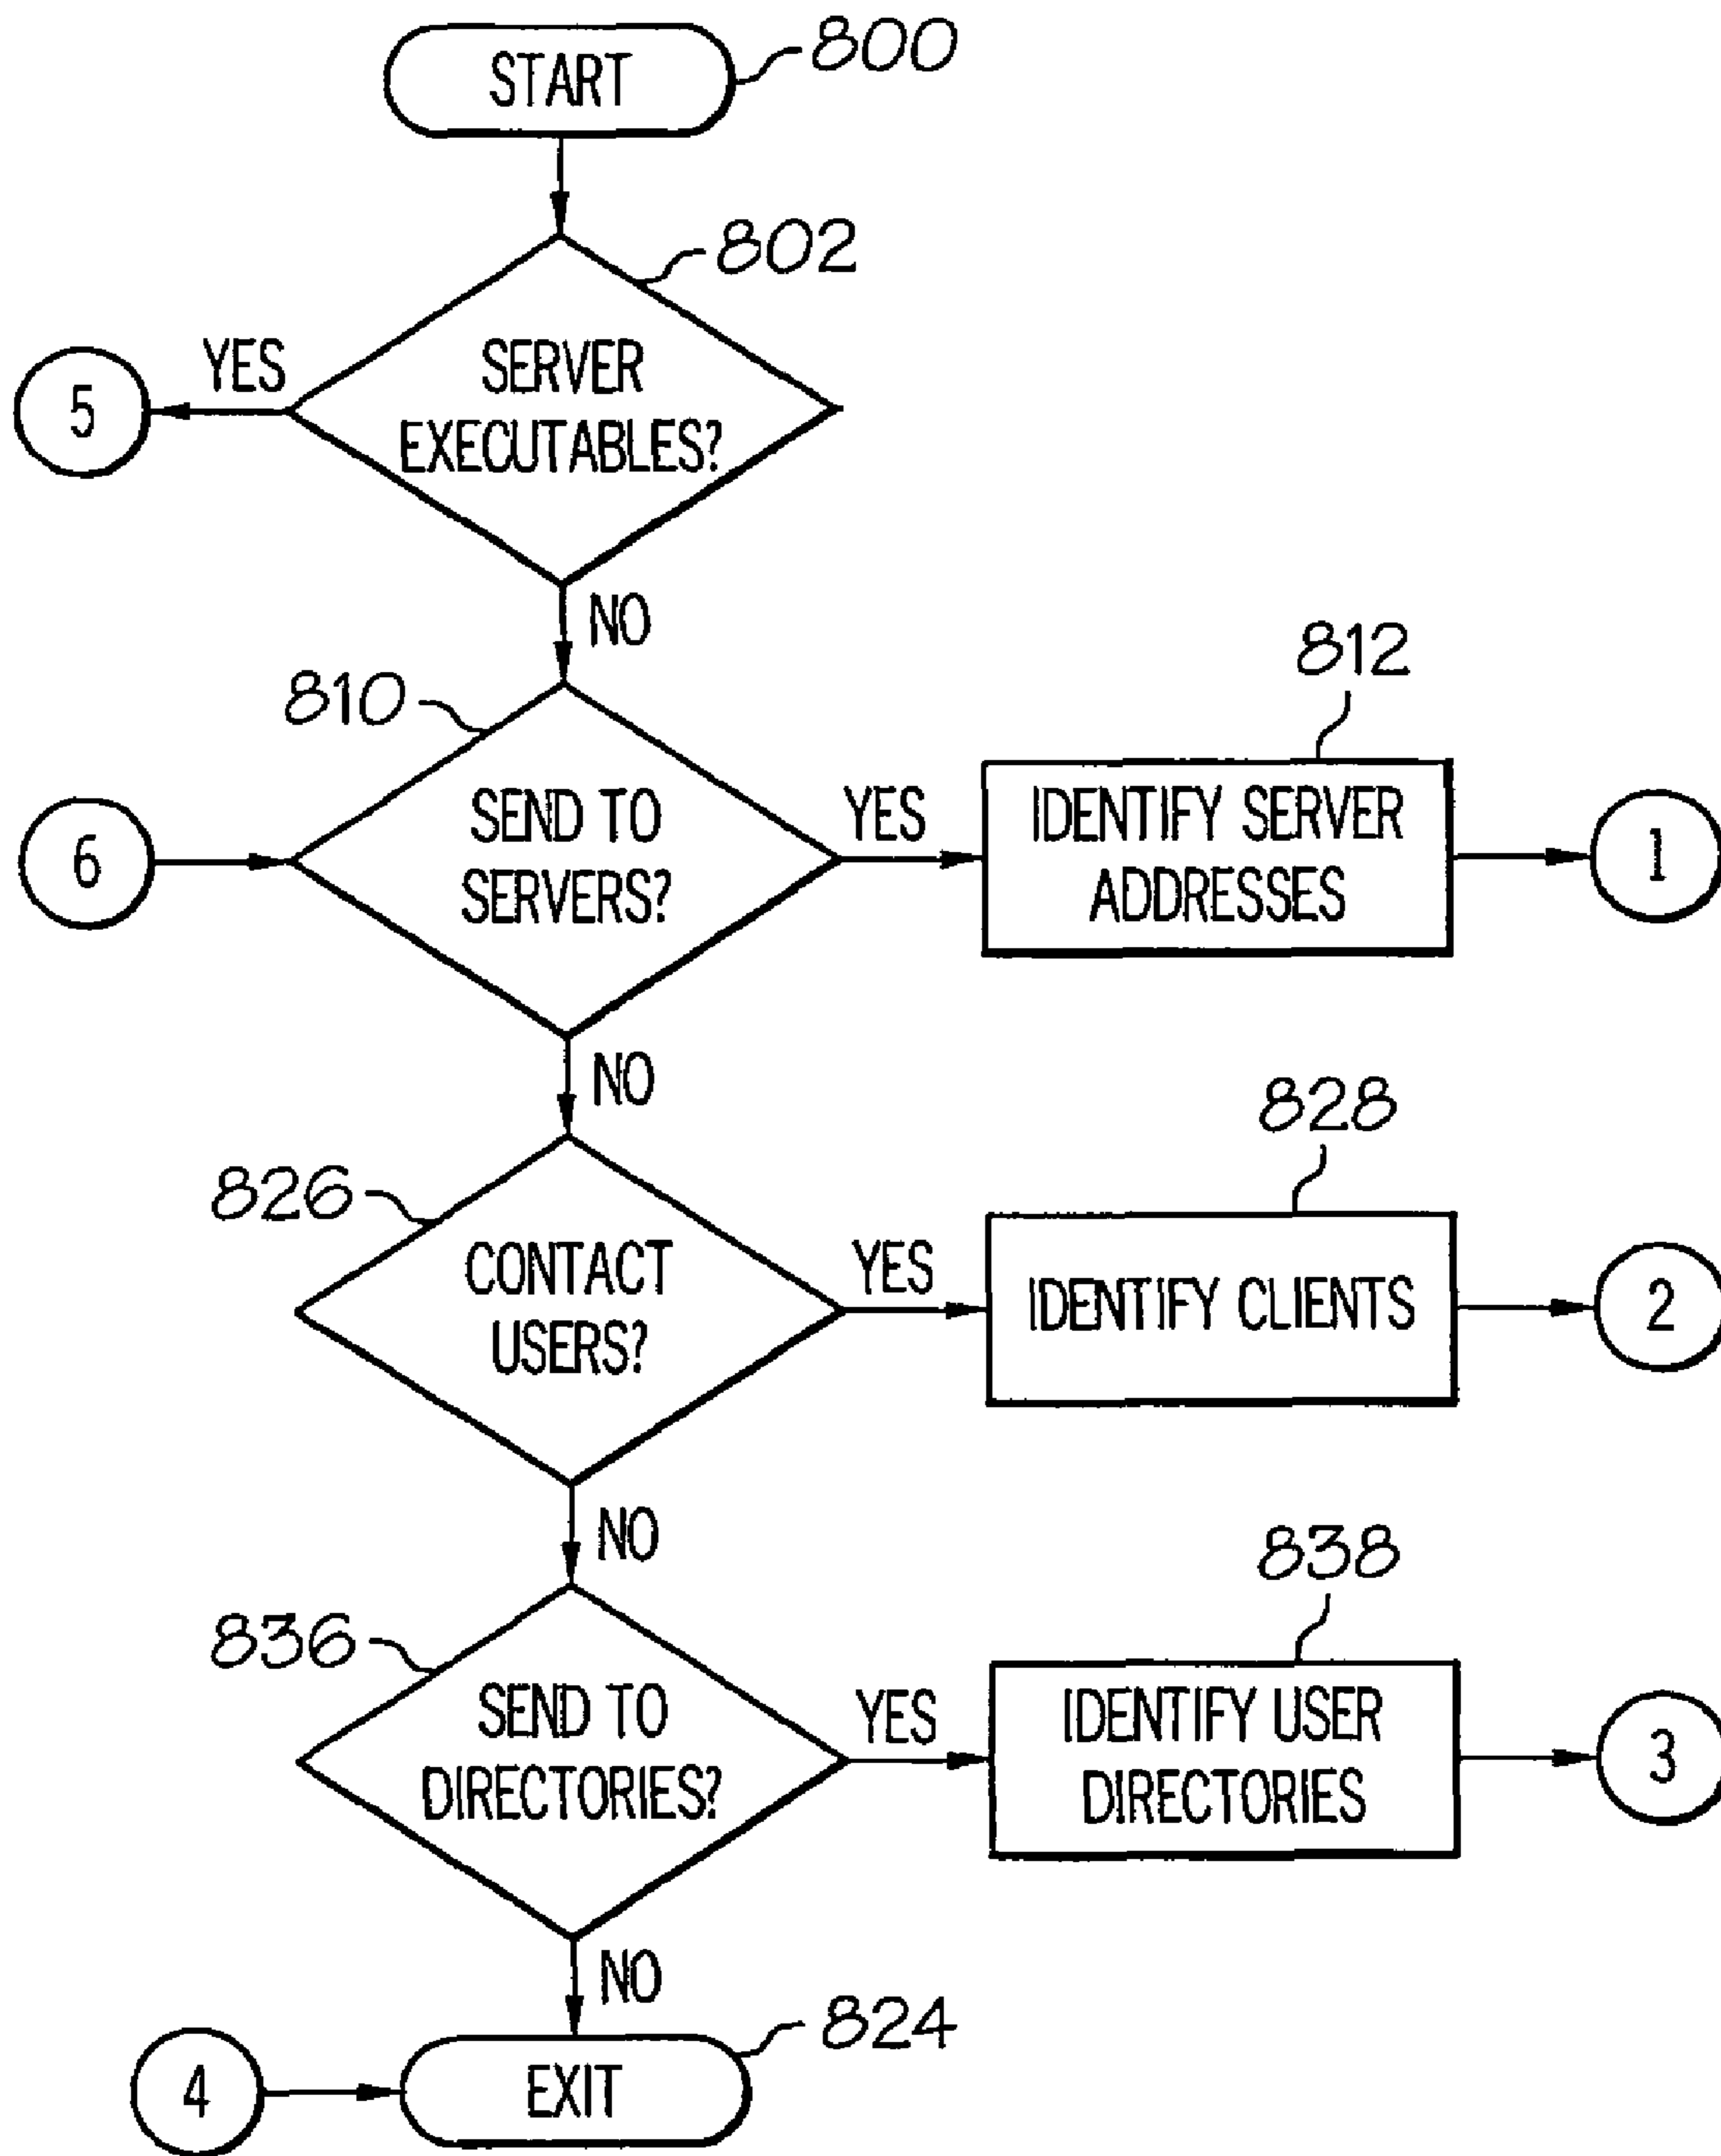 START
800
802
SERVER
EXECUTABLES?
YES
5
NO
810
812
6
SEND TO
SERVERS?
YES
IDENTIFY SERVER
ADDRESSES
1
NO
826
828
CONTACT
USERS?
YES
IDENTIFY CLIENTS
2
NO
836
838
SEND TO
DIRECTORIES?
YES
IDENTIFY USER
DIRECTORIES
3
NO
824
4
EXIT